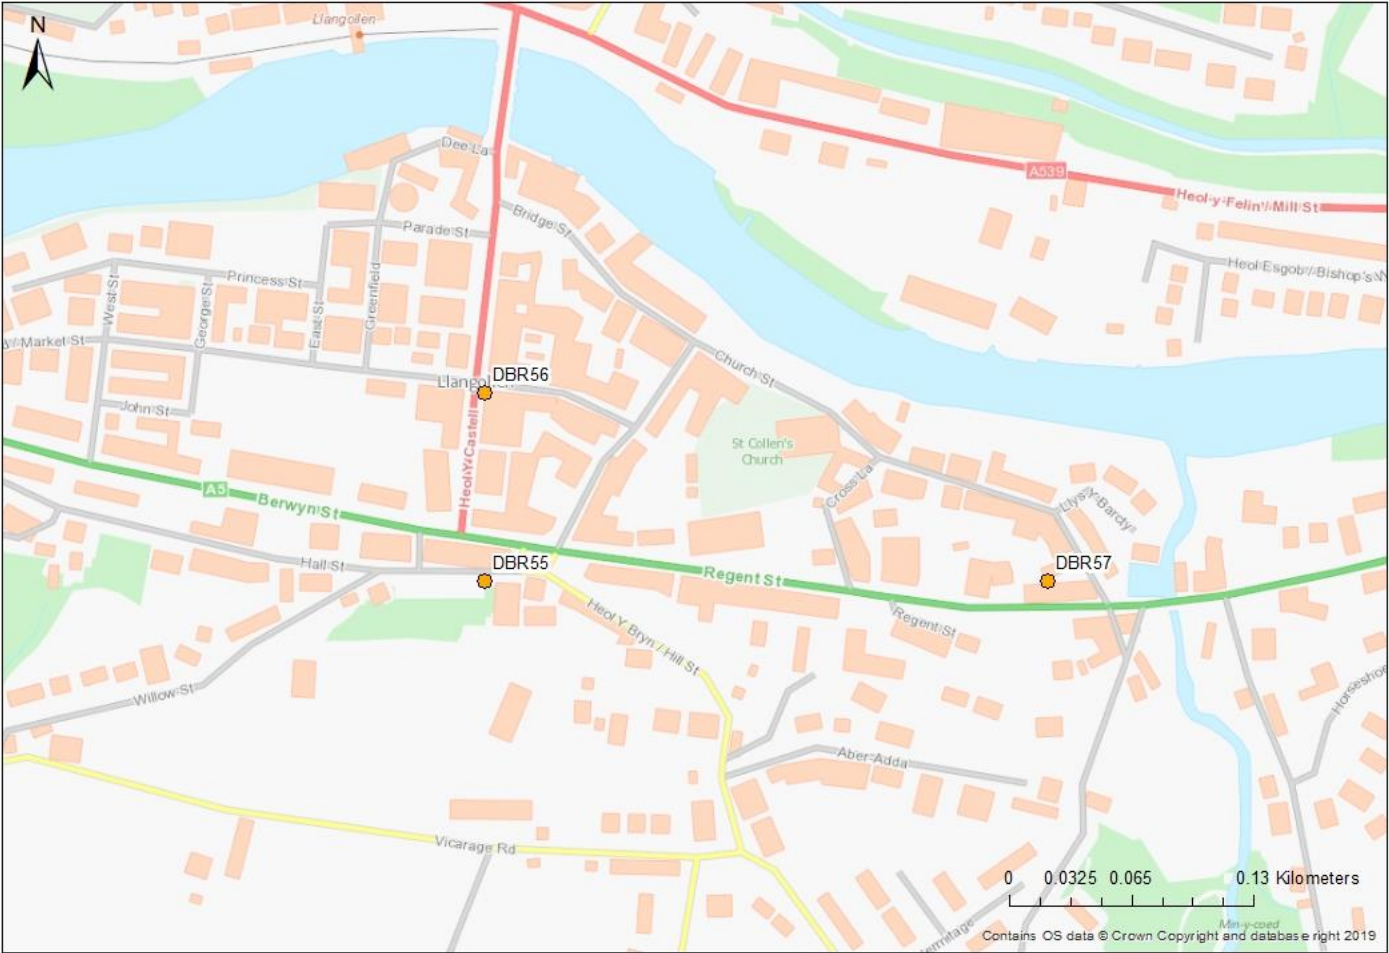 N
Llangollen
Dee La
A539
Heol y Felin / Mill St
Bridge St
Parade St
Heol Esgob / Bishop's
Princess St
West St
George St
East St
Greenfield
/ Market St
Church St
DBR56
John St
Heol Y Castell
St Collen's
Church
Cross La
A5
Berwyn St
Llys Y Barcty
Hall St
DBR55
Regent St
DBR57
Heol Y Bryn / Hill St
Regent St
Willow St
Horseshoe
Aber Adda
Vicarage Rd
0 0.0325 0.065 0.13 Kilometers
Min-y-coed
Contains OS data © Crown Copyright and database right 2019